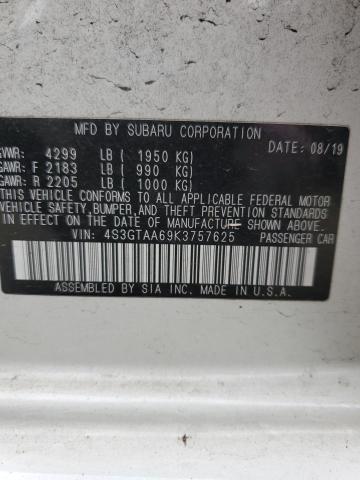 MFD BY SUBARU CORPORATION
DATE: 08/19
GVWR: 4299 LB ( 1950 KG)
GAWR: F 2183 LB ( 990 KG)
GAWR: R 2205 LB ( 1000 KG)
THIS VEHICLE CONFORMS TO ALL APPLICABLE FEDERAL MOTOR
VEHICLE SAFETY, BUMPER, AND THEFT PREVENTION STANDARDS
IN EFFECT ON THE DATE OF MANUFACTURE SHOWN ABOVE.
VIN: 4S3GTAA69K3757625 PASSENGER CAR
ASSEMBLED BY SIA INC. MADE IN U.S.A.